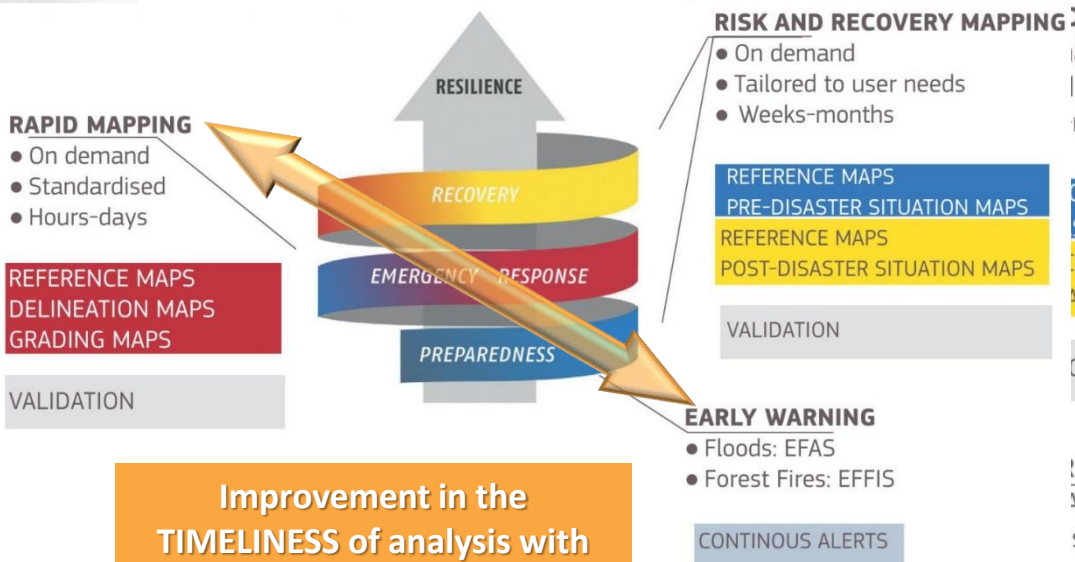 RISK AND RECOVERY MAPPING
● On demand
● Tailored to user needs
● Weeks-months
RESILIENCE
RAPID MAPPING
● On demand
● Standardised
● Hours-days
RECOVERY
REFERENCE MAPS
PRE-DISASTER SITUATION MAPS
REFERENCE MAPS
POST-DISASTER SITUATION MAPS
REFERENCE MAPS
DELINEATION MAPS
GRADING MAPS
EMERGENCY RESPONSE
VALIDATION
PREPAREDNESS
VALIDATION
EARLY WARNING
● Floods: EFAS
● Forest Fires: EFFIS
CONTINOUS ALERTS
Improvement in the
TIMELINESS of analysis with